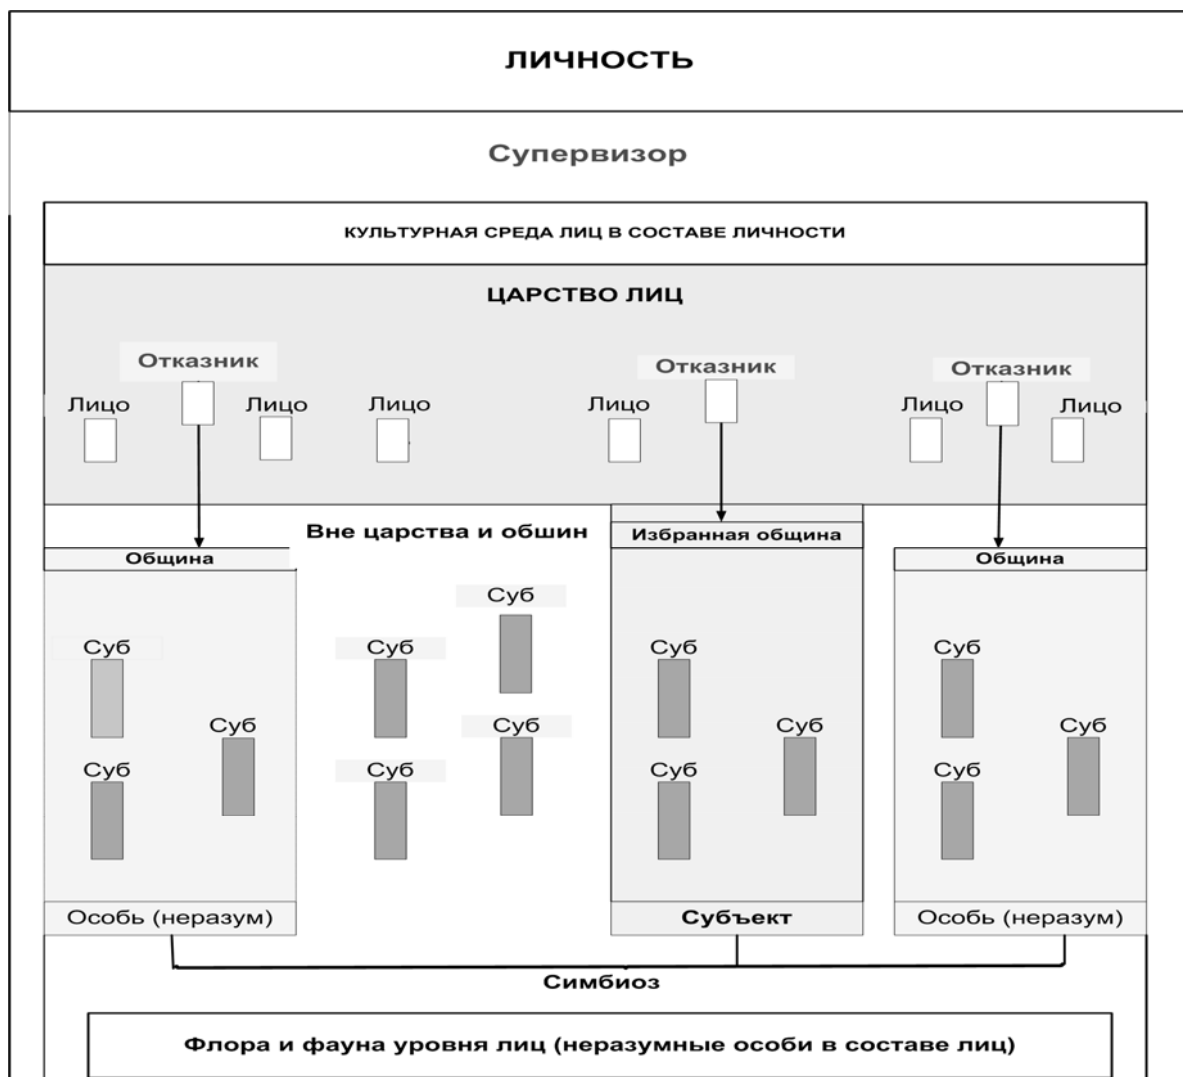 ЛИЧНОСТЬ
Супервизор
КУЛЬТУРНАЯ СРЕДА ЛИЦ В СОСТАВЕ ЛИЧНОСТИ
ЦАРСТВО ЛИЦ
Отказник
Отказник
Отказник
Лицо
Лицо
Лицо
Лицо
Лицо
Лицо
Вне царства и обшин
Избранная община
Община
Община
Суб
Суб
Суб
Суб
Суб
Суб
Суб
Суб
Суб
Суб
Суб
Суб
Суб
Особь (неразум)
Субъект
Особь (неразум)
Симбиоз
Флора и фауна уровня лиц (неразумные особи в составе лиц)